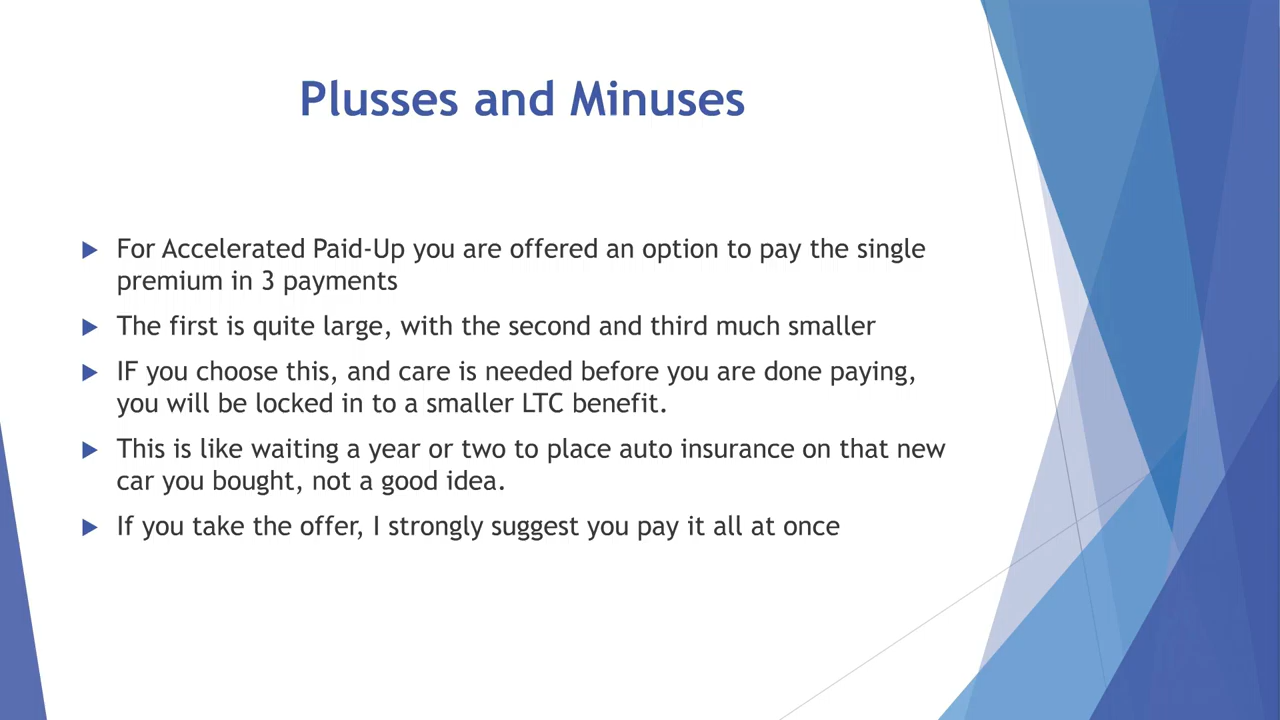 Plusses and Minuses
For Accelerated Paid-Up you are offered an option to pay the single
premium in 3 payments
The first is quite large, with the second and third much smaller
IF you choose this, and care is needed before you are done paying,
you will be locked in to a smaller LTC benefit.
This is like waiting a year or two to place auto insurance on that new
car you bought, not a good idea.
If you take the offer, I strongly suggest you pay it all at once